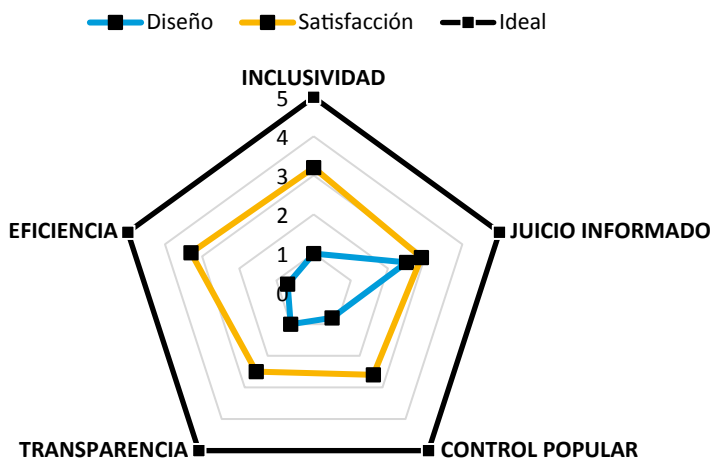 Diseño Satisfacción Ideal
INCLUSIVIDAD
5
4
3
2
1
0
EFICIENCIA
JUICIO INFORMADO
TRANSPARENCIA
CONTROL POPULAR